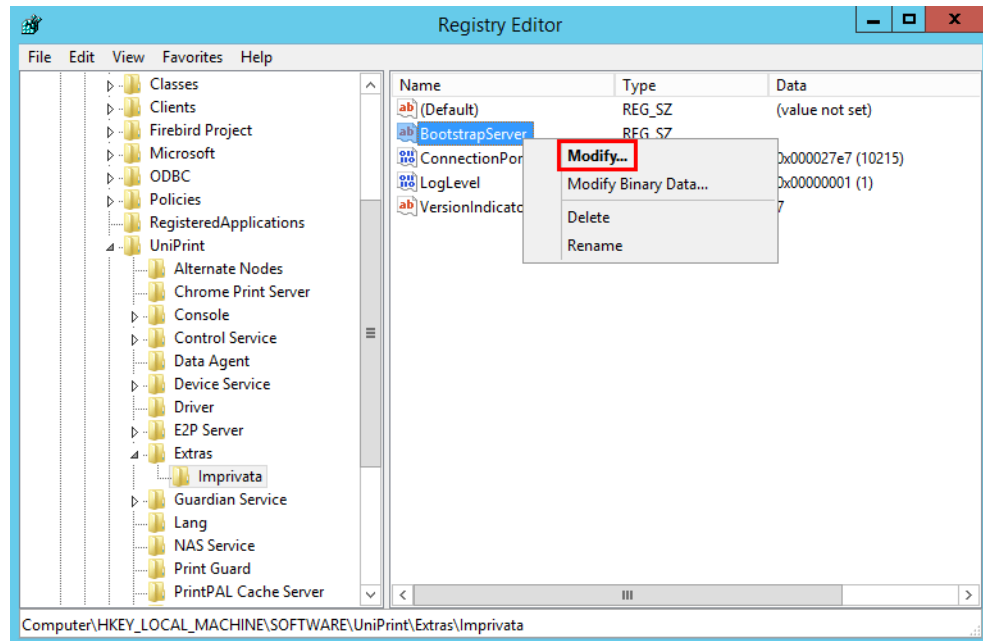 Registry Editor
File Edit View Favorites Help
Classes
Clients
Firebird Project
Microsoft
ODBC
Policies
RegisteredApplications
UniPrint
Alternate Nodes
Chrome Print Server
Console
Control Service
Data Agent
Device Service
Driver
E2P Server
Extras
Imprivata
Guardian Service
Lang
NAS Service
Print Guard
PrintPAL Cache Server
Name Type Data
(Default) REG_SZ (value not set)
BootstrapServer REG_SZ
ConnectionPor 0x000027e7 (10215)
LogLevel 0x00000001 (1)
VersionIndicato 7
Modify...
Modify Binary Data...
Delete
Rename
Computer\HKEY_LOCAL_MACHINE\SOFTWARE\UniPrint\Extras\Imprivata